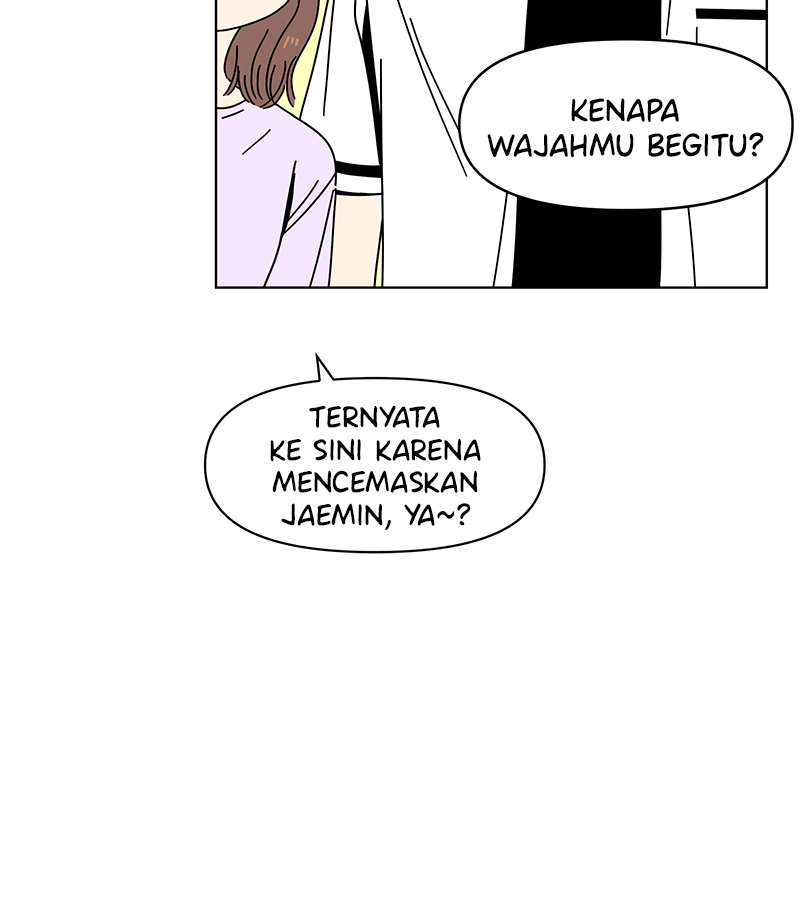 KENAPA
WAJAHMU BEGITU?
TERNYATA
KE SINI KARENA
MENCEMASKAN
JAEMIN, YA~?